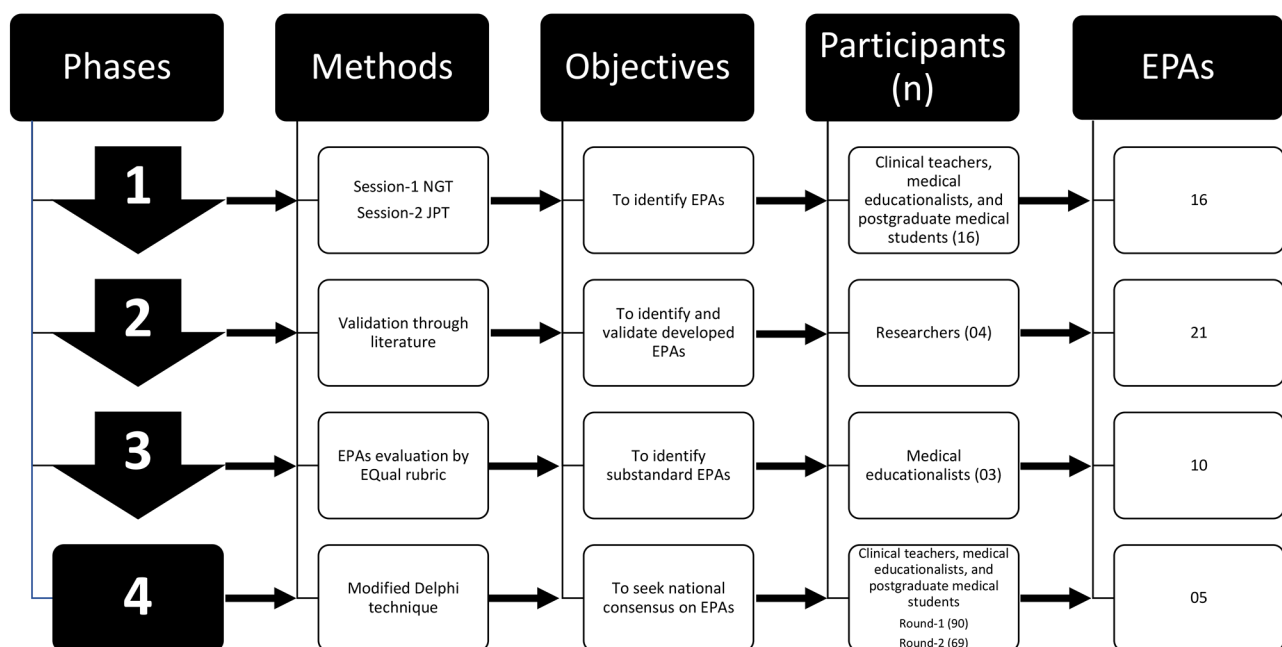 Phases
Methods
Objectives
Participants
(n)
EPAs
1
Session-1 NGT
Session-2 JPT
To identify EPAs
Clinical teachers,
medical
educationalists, and
postgraduate medical
students (16)
16
2
Validation through
literature
To identify and
validate developed
EPAs
Researchers (04)
21
3
EPAs evaluation by
EQual rubric
To identify
substandard EPAs
Medical
educationalists (03)
10
4
Modified Delphi
technique
To seek national
consensus on EPAs
Clinical teachers, medical
educationalists, and
postgraduate medical
students
Round-1 (90)
Round-2 (69)
05